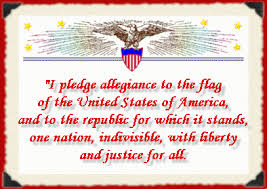 "I pledge allegiance to the flag
of the United States of America,
and to the republic for which it stands,
one nation, indivisible, with liberty
and justice for all.